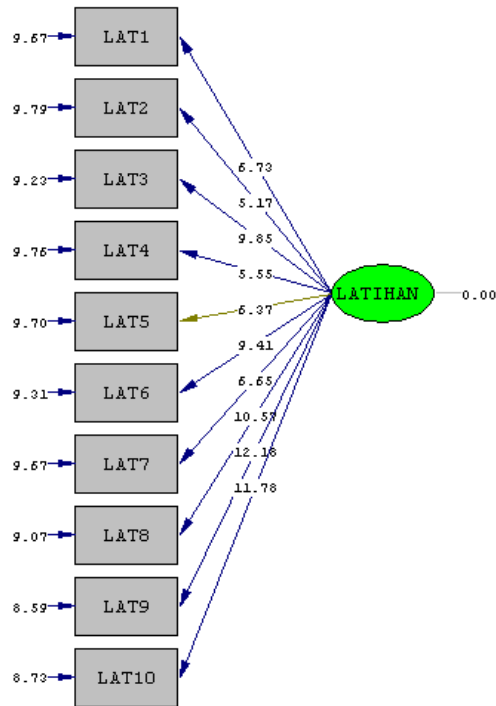 9.67 LAT1
9.79 LAT2
9.23 LAT3
9.76 LAT4
9.70 LAT5
9.31 LAT6
9.67 LAT7
9.07 LAT8
8.59 LAT9
8.73 LAT10
6.73
5.17
9.85
5.55
6.37
9.41
6.65
10.57
12.18
11.78
LATIHAN 0.00